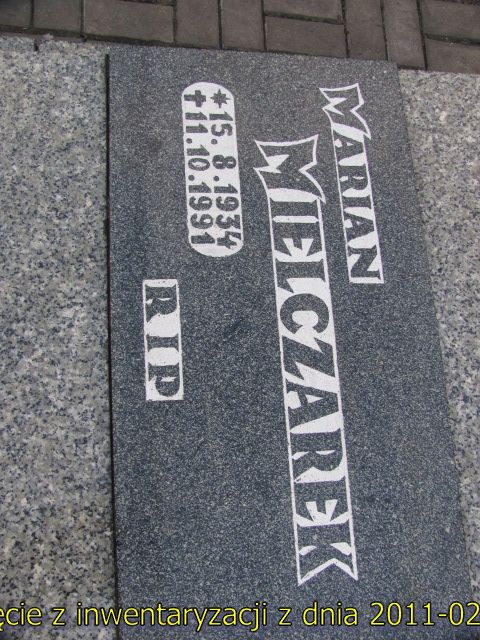 MARIAN
MIELCZAREK
* 15.8.1934
✝ 11.10.1991
RIP
ęcie z inwentaryzacji z dnia 2011-02